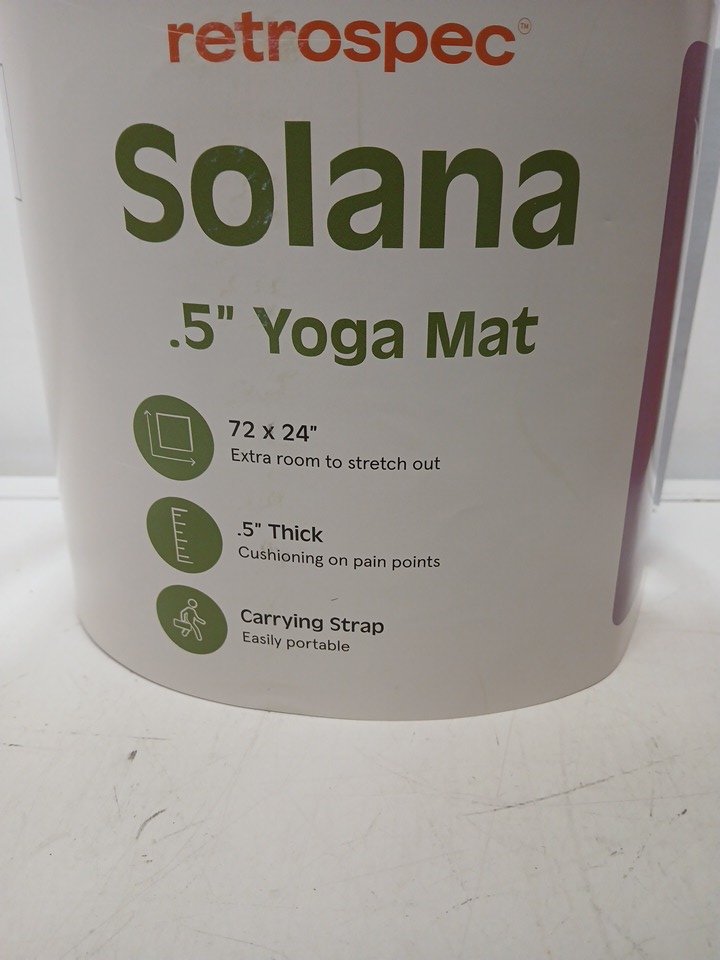 retrospec™
Solana
.5" Yoga Mat
72 x 24"
Extra room to stretch out
.5" Thick
Cushioning on pain points
Carrying Strap
Easily portable